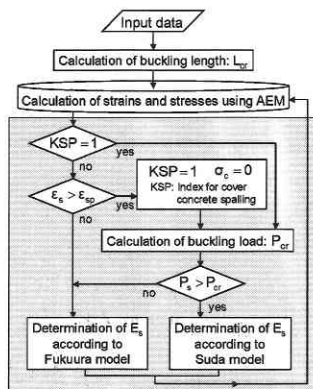 Input data
Calculation of buckling length: Lcr
Calculation of strains and stresses using AEM
KSP = 1
yes
no
εs > εsp
yes
no
KSP = 1 σc = 0
KSP: Index for cover
concrete spalling
Calculation of buckling load: Pcr
Ps > Pcr
no
yes
Determination of Es
according to
Fukuura model
Determination of Es
according to
Suda model